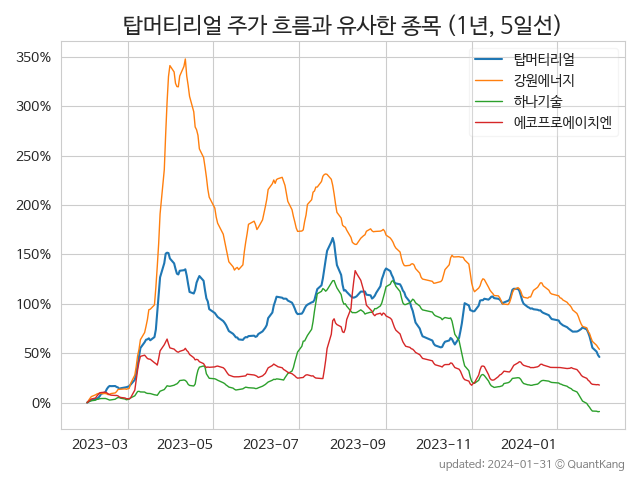 탑머티리얼 주가 흐름과 유사한 종목 (1년, 5일선)
350%
300%
250%
200%
150%
100%
50%
0%
탑머티리얼
강원에너지
하나기술
에코프로에이치엔
2023-03 2023-05 2023-07 2023-09 2023-11 2024-01
updated: 2024-01-31 © QuantKang